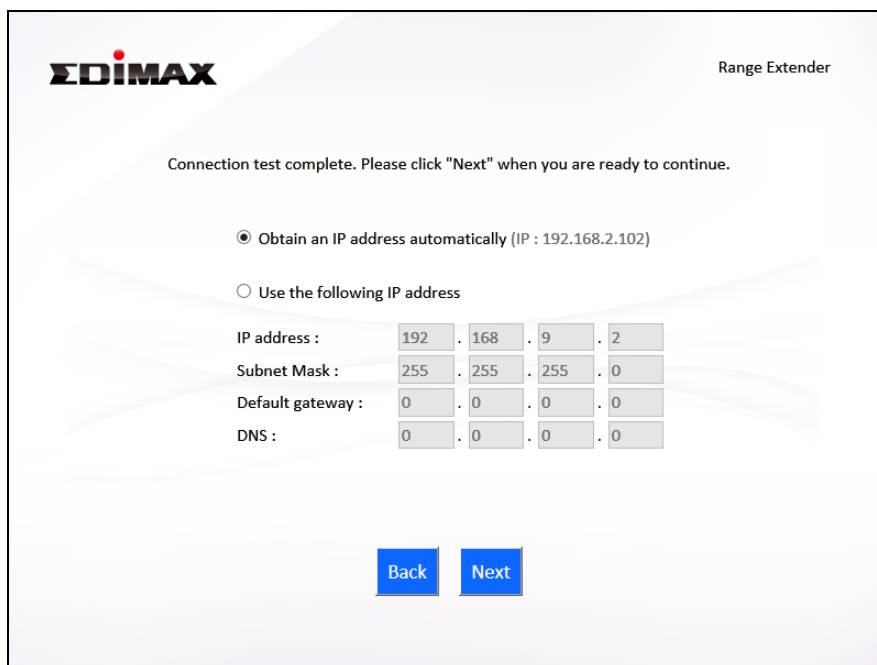 EDIMAX
Range Extender
Connection test complete. Please click "Next" when you are ready to continue.
Obtain an IP address automatically (IP : 192.168.2.102)
Use the following IP address
IP address : 192 . 168 . 9 . 2
Subnet Mask : 255 . 255 . 255 . 0
Default gateway : 0 . 0 . 0 . 0
DNS : 0 . 0 . 0 . 0
Back Next